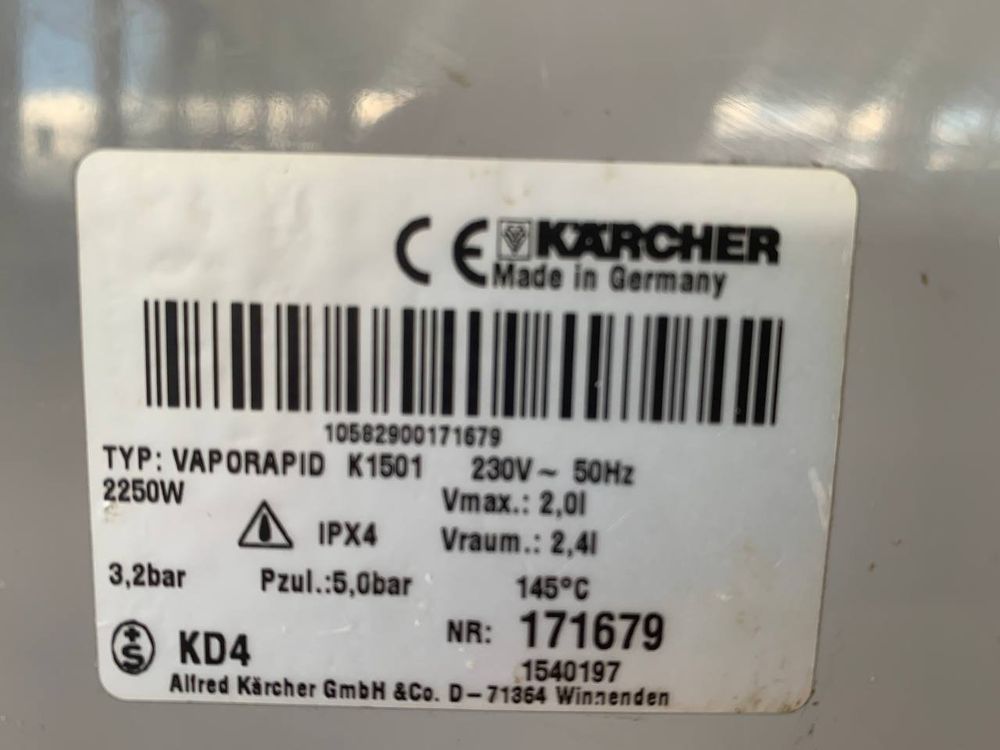 CE KÄRCHER
Made in Germany
10582900171679
TYP: VAPORAPID K1501 230V~ 50Hz
2250W Vmax.: 2,0l
IPX4 Vraum.: 2,4l
3,2bar Pzul.:5,0bar 145°C
+S KD4 NR: 171679
1540197
Alfred Kärcher GmbH &Co. D-71364 Winnenden